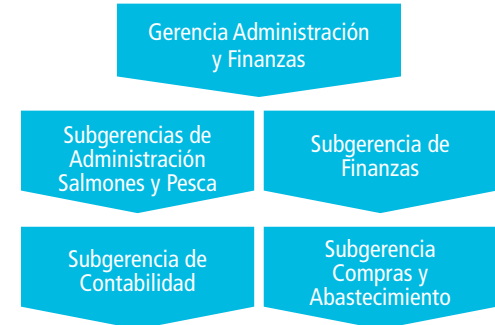 Gerencia Administración
y Finanzas
Subgerencias de
Administración
Salmones y Pesca
Subgerencia de
Finanzas
Subgerencia de
Contabilidad
Subgerencia
Compras y
Abastecimiento